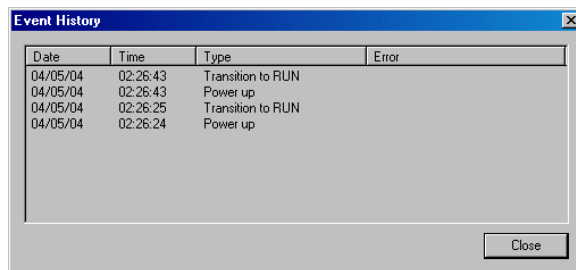 Event History
Date Time Type Error
04/05/04 02:26:43 Transition to RUN
04/05/04 02:26:43 Power up
04/05/04 02:26:25 Transition to RUN
04/05/04 02:26:24 Power up
Close